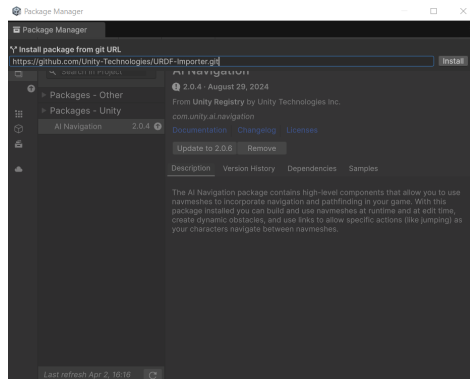 Package Manager
Package Manager
Install package from git URL
https://github.com/Unity-Technologies/URDF-Importer.git
Install
Search in Project
AI Navigation
2.0.4 · August 29, 2024
From Unity Registry by Unity Technologies Inc.
com.unity.ai.navigation
Documentation Changelog Licenses
Update to 2.0.6 Remove
Packages - Other
Packages - Unity
AI Navigation 2.0.4
Description Version History Dependencies Samples
The AI Navigation package contains high-level components that allow you to use
navmeshes to incorporate navigation and pathfinding in your game. With this
package installed you can build and use navmeshes at runtime and at edit time,
create dynamic obstacles, and use links to allow specific actions (like jumping) as
your characters navigate between navmeshes.
Last refresh Apr 2, 16:16